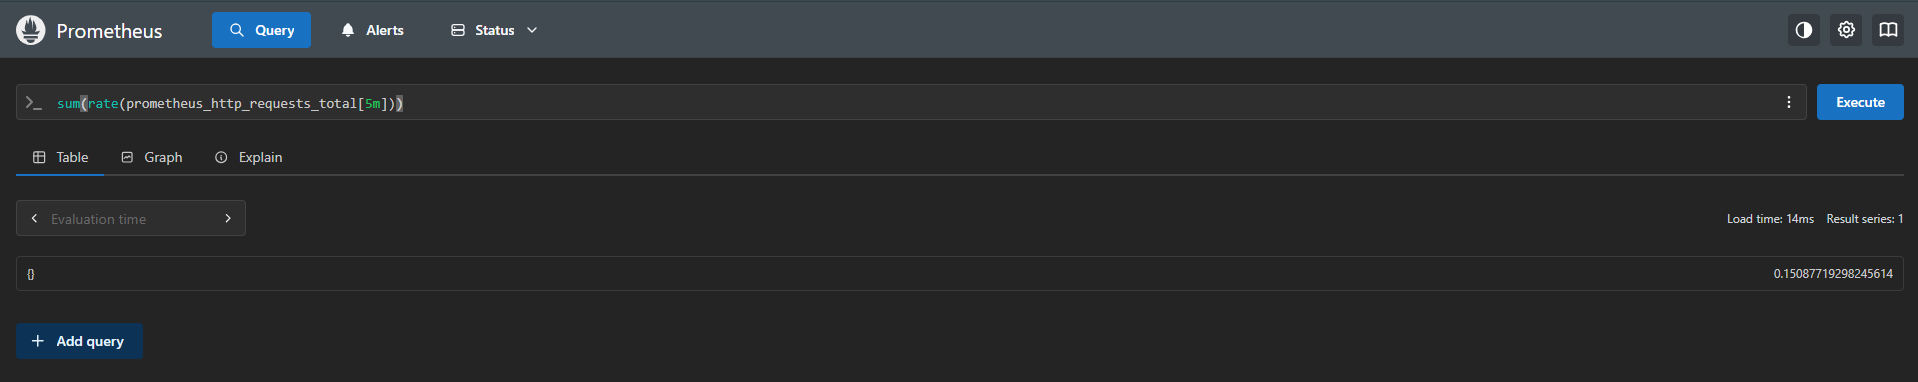 Prometheus Query Alerts Status
sum(rate(prometheus_http_requests_total[5m])) Execute
Table Graph Explain
Evaluation time Load time: 14ms Result series: 1
{} 0.15087719298245614
Add query